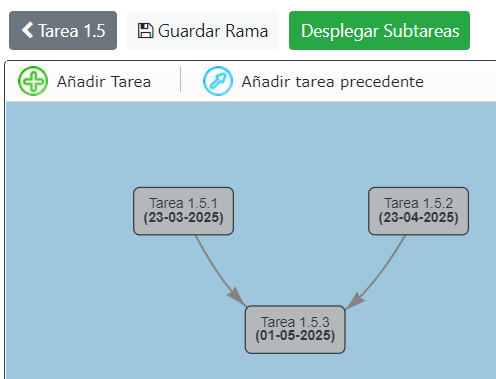 Tarea 1.5 Guardar Rama Desplegar Subtareas
Añadir Tarea Añadir tarea precedente
Tarea 1.5.1
(23-03-2025)
Tarea 1.5.2
(23-04-2025)
Tarea 1.5.3
(01-05-2025)